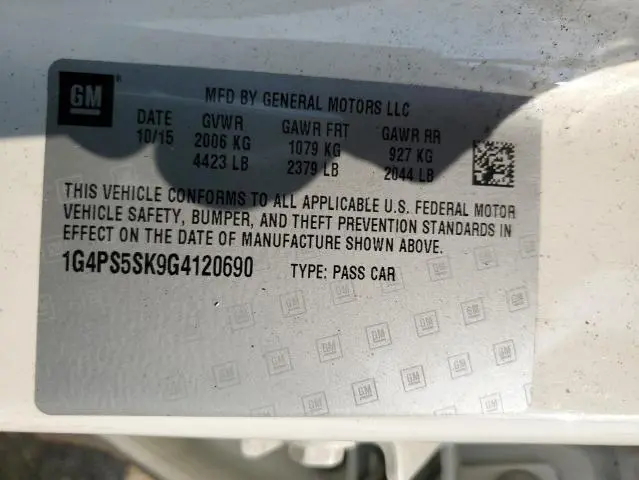 GM ®
MFD BY GENERAL MOTORS LLC
DATE GVWR GAWR FRT GAWR RR
10/15 2006 KG 1079 KG 927 KG
4423 LB 2379 LB 2044 LB
THIS VEHICLE CONFORMS TO ALL APPLICABLE U.S. FEDERAL MOTOR
VEHICLE SAFETY, BUMPER, AND THEFT PREVENTION STANDARDS IN
EFFECT ON THE DATE OF MANUFACTURE SHOWN ABOVE.
1G4PS5SK9G4120690 TYPE: PASS CAR